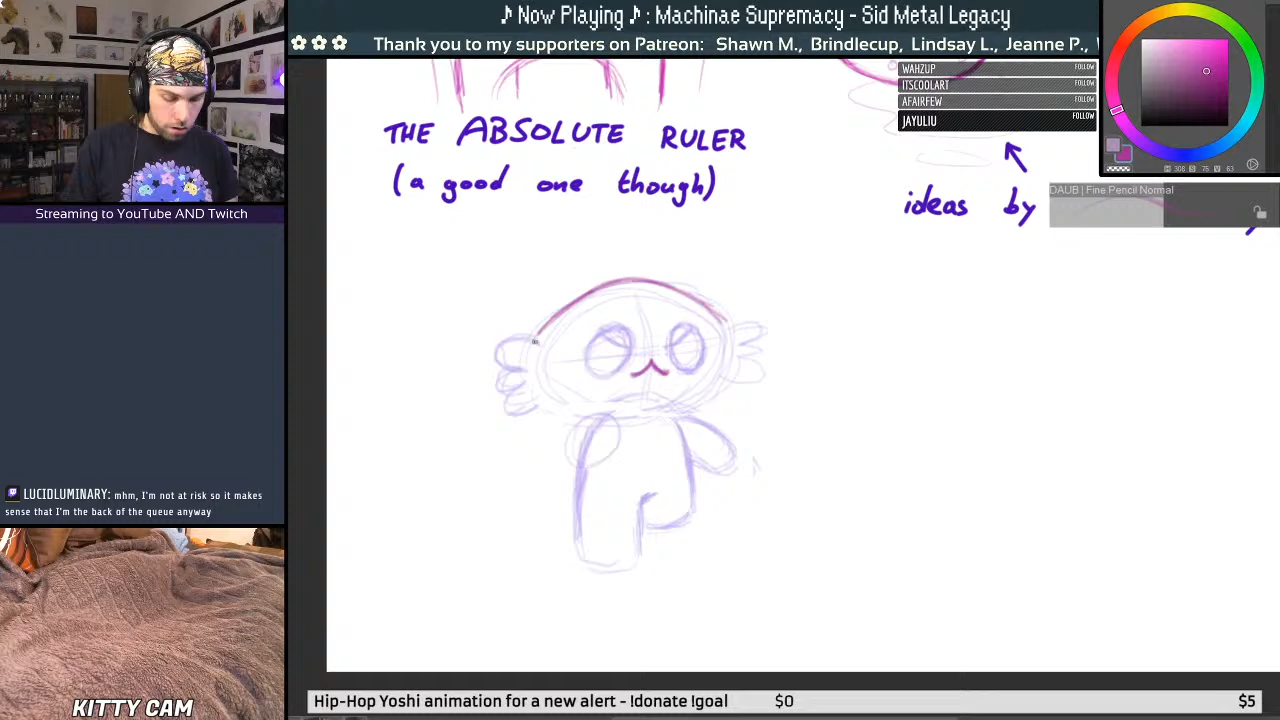 ♪ Now Playing ♪ : Machinae Supremacy - Sid Metal Legacy
Thank you to my supporters on Patreon: Shawn M., Brindlecup, Lindsay L., Jeanne P.,
WAHZUP FOLLOW
ITSCOOLART FOLLOW
AFAIRFEW FOLLOW
JAYULIU FOLLOW
H 308 S 75 V 63
DAUB | Fine Pencil Normal
THE ABSOLUTE RULER
(a good one though)
ideas by
Streaming to YouTube AND Twitch
LUCIDLUMINARY: mhm, I'm not at risk so it makes
sense that I'm the back of the queue anyway
KITTY CAM
Hip-Hop Yoshi animation for a new alert - !donate !goal $0 $5